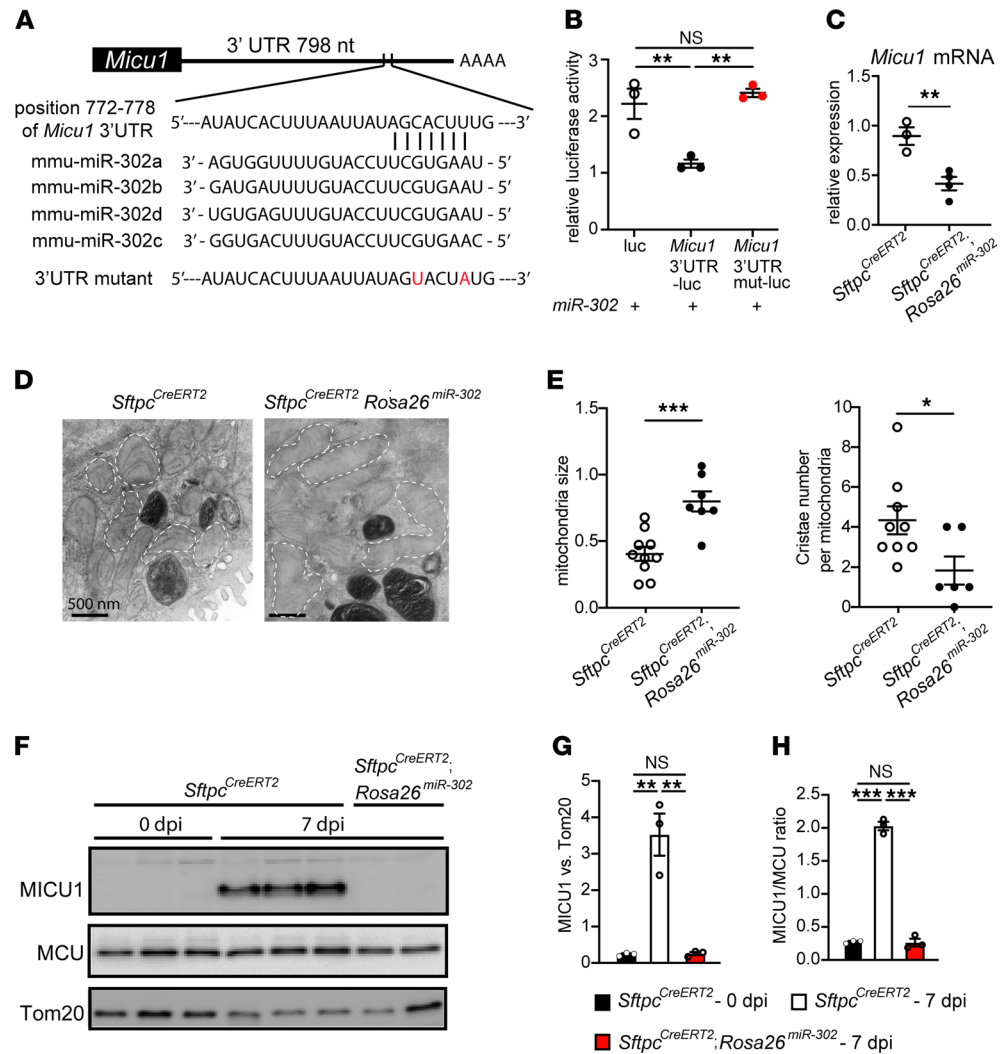 A
Micu1
3’ UTR 798 nt
AAAA
position 772-778
of Micu1 3’UTR
5’---AUAUCACUUUAAUUAUAGCACUUUG ---3’
mmu-miR-302a 3’- AGUGGUUUUGUACCUUCGUGAAU - 5’
mmu-miR-302b 3’- GAUGAUUUUGUACCUUCGUGAAU - 5’
mmu-miR-302d 3’- UGUGAGUUUGUACCUUCGUGAAU - 5’
mmu-miR-302c 3’- GGUGACUUUGUACCUUCGUGAAC - 5’
3’UTR mutant 5’---AUAUCACUUUAAUUAUAGUACUAUG ---3’
B
NS
** **
relative luciferase activity
3
2
1
0
luc
Micu1
3’UTR
-luc
Micu1
3’UTR
mut-luc
miR-302 + + +
C
Micu1 mRNA
**
relative expression
1.5
1.0
0.5
0.0
SftpcCreERT2
SftpcCreERT2;
Rosa26miR-302
D
SftpcCreERT2
SftpcCreERT2; Rosa26miR-302
500 nm
E
***
mitochondria size
1.5
1.0
0.5
0.0
SftpcCreERT2
SftpcCreERT2;
Rosa26miR-302
*
Cristae number
per mitochondria
10
8
6
4
2
0
SftpcCreERT2
SftpcCreERT2;
Rosa26miR-302
F
SftpcCreERT2
SftpcCreERT2;
Rosa26miR-302
0 dpi 7 dpi
MICU1
MCU
Tom20
G
NS
** **
MICU1 vs. Tom20
5
4
3
2
1
0
H
NS
*** ***
MICU1/MCU ratio
2.5
2.0
1.5
1.0
0.5
0.0
SftpcCreERT2 - 0 dpi
SftpcCreERT2 - 7 dpi
SftpcCreERT2;Rosa26miR-302 - 7 dpi